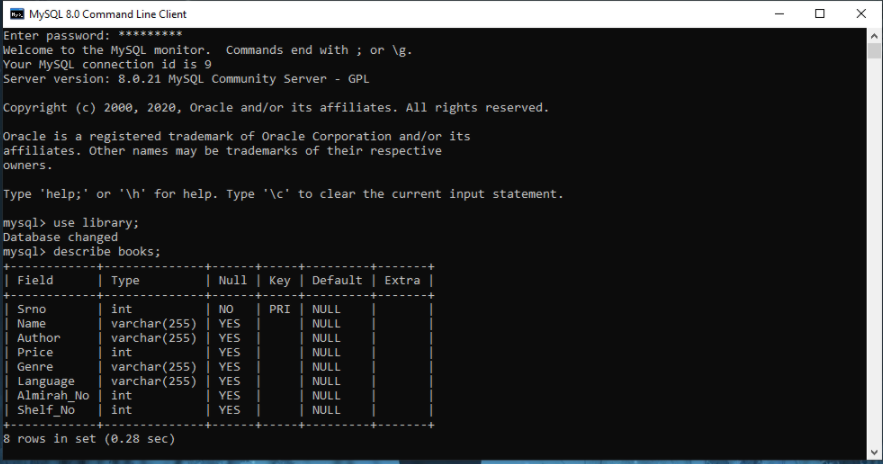 MySQL 8.0 Command Line Client
Enter password: *********
Welcome to the MySQL monitor.  Commands end with ; or \g.
Your MySQL connection id is 9
Server version: 8.0.21 MySQL Community Server - GPL

Copyright (c) 2000, 2020, Oracle and/or its affiliates. All rights reserved.

Oracle is a registered trademark of Oracle Corporation and/or its
affiliates. Other names may be trademarks of their respective
owners.

Type 'help;' or '\h' for help. Type '\c' to clear the current input statement.

mysql> use library;
Database changed
mysql> describe books;
+------------+--------------+------+-----+---------+-------+
| Field      | Type         | Null | Key | Default | Extra |
+------------+--------------+------+-----+---------+-------+
| Srno       | int          | NO   | PRI | NULL    |       |
| Name       | varchar(255) | YES  |     | NULL    |       |
| Author     | varchar(255) | YES  |     | NULL    |       |
| Price      | int          | YES  |     | NULL    |       |
| Genre      | varchar(255) | YES  |     | NULL    |       |
| Language   | varchar(255) | YES  |     | NULL    |       |
| Almirah_No | int          | YES  |     | NULL    |       |
| Shelf_No   | int          | YES  |     | NULL    |       |
+------------+--------------+------+-----+---------+-------+
8 rows in set (0.28 sec)